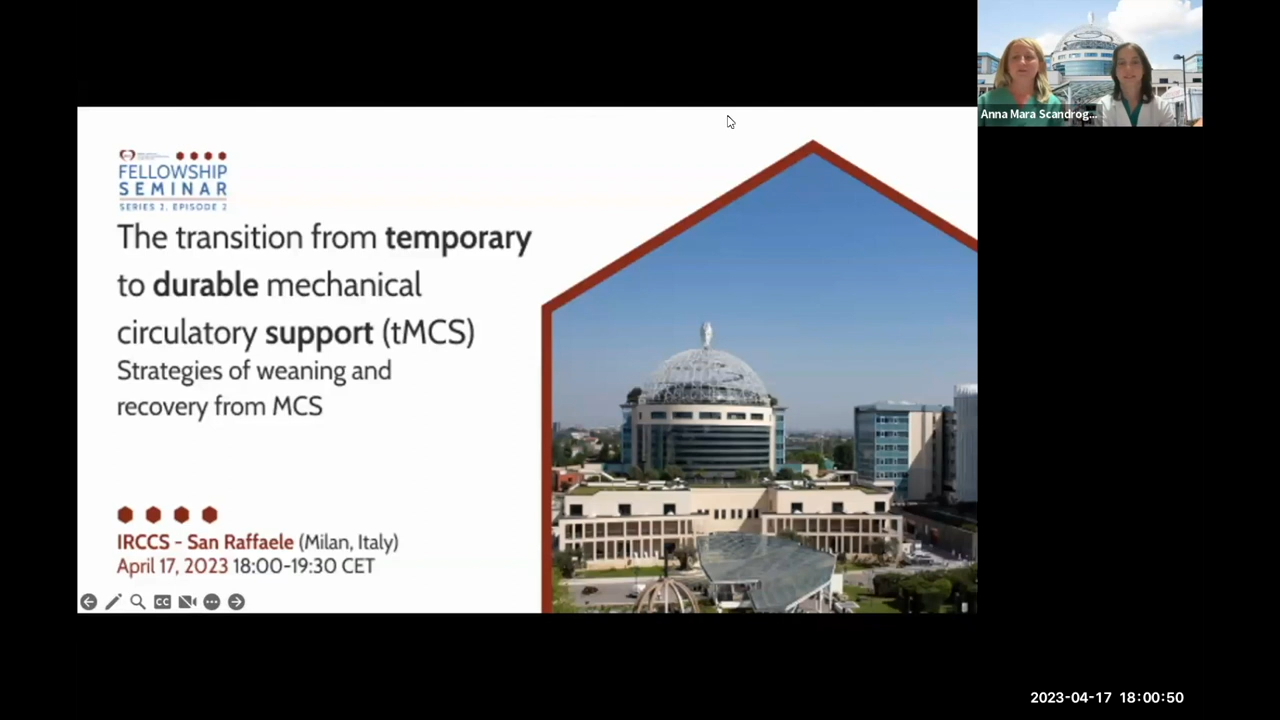 FELLOWSHIP
SEMINAR
SERIES 2, EPISODE 2
The transition from temporary
to durable mechanical
circulatory support (tMCS)
Strategies of weaning and
recovery from MCS
IRCCS - San Raffaele (Milan, Italy)
April 17, 2023 18:00-19:30 CET
CC
Anna Mara Scandrog...
2023-04-17 18:00:50